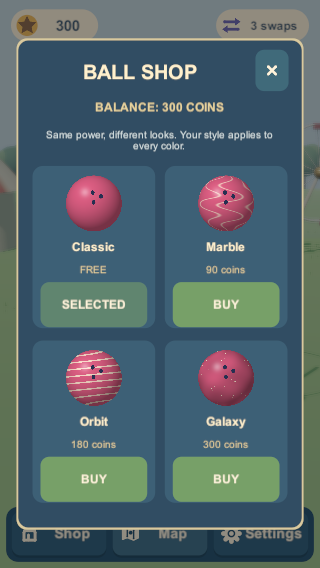 300
3 swaps
BALL SHOP
×
BALANCE: 300 COINS
Same power, different looks. Your style applies to
every color.
Classic
FREE
SELECTED
Marble
90 coins
BUY
Orbit
180 coins
BUY
Galaxy
300 coins
BUY
Shop
Map
Settings